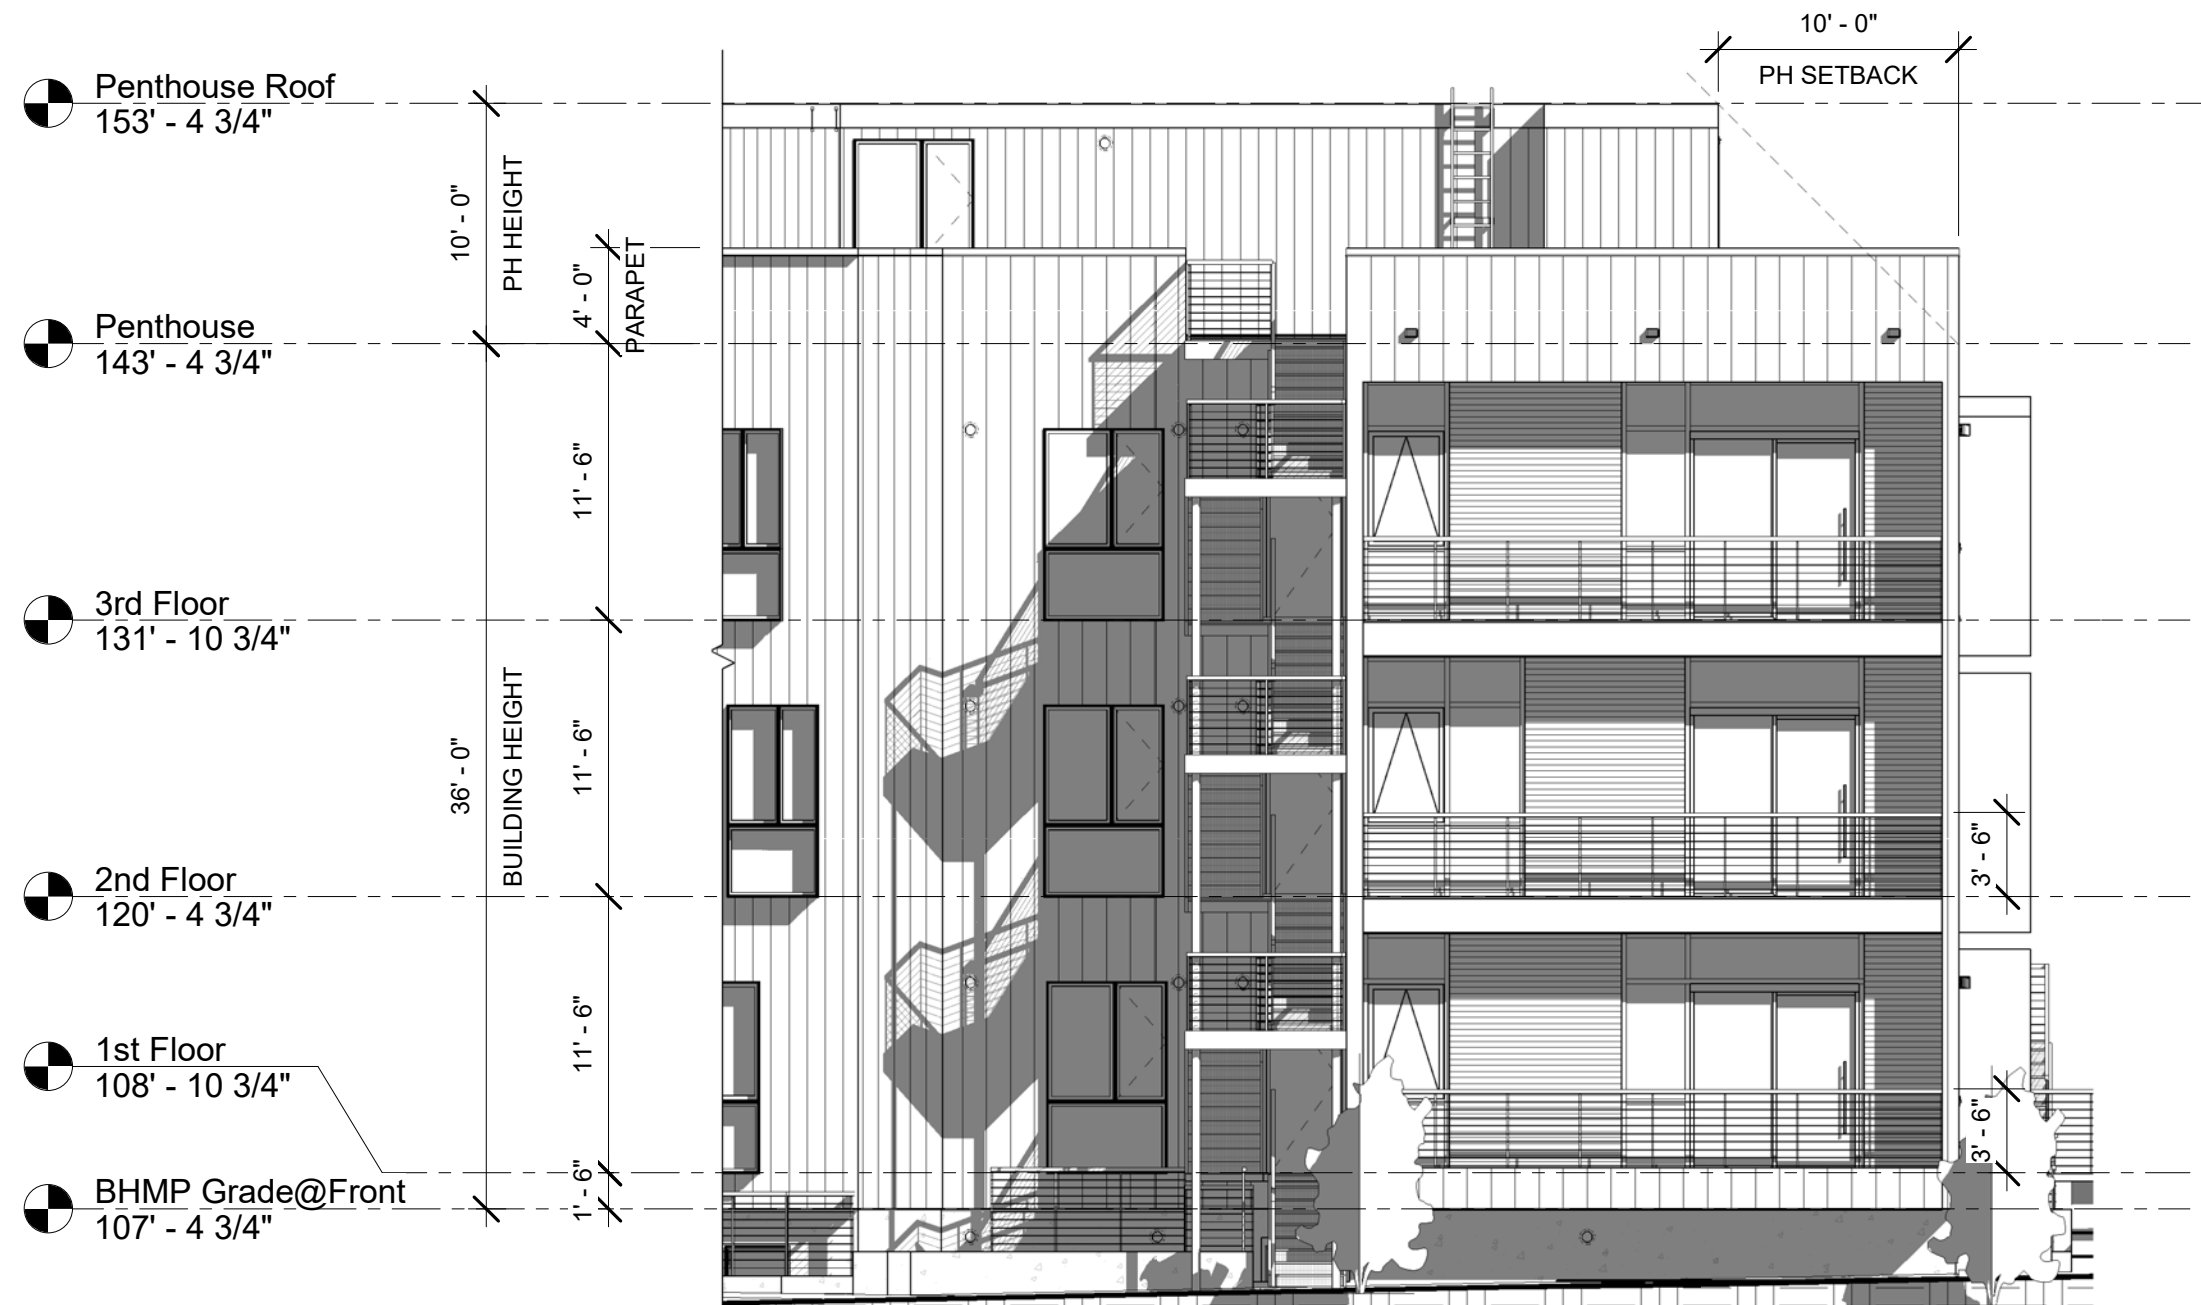 10' - 0"
PH SETBACK
Penthouse Roof
153' - 4 3/4"
10' - 0"
PH HEIGHT
4' - 0"
PARAPET
Penthouse
143' - 4 3/4"
11' - 6"
3rd Floor
131' - 10 3/4"
36' - 0"
BUILDING HEIGHT
11' - 6"
3' - 6"
2nd Floor
120' - 4 3/4"
11' - 6"
1st Floor
108' - 10 3/4"
3' - 6"
1' - 6"
BHMP Grade@Front
107' - 4 3/4"